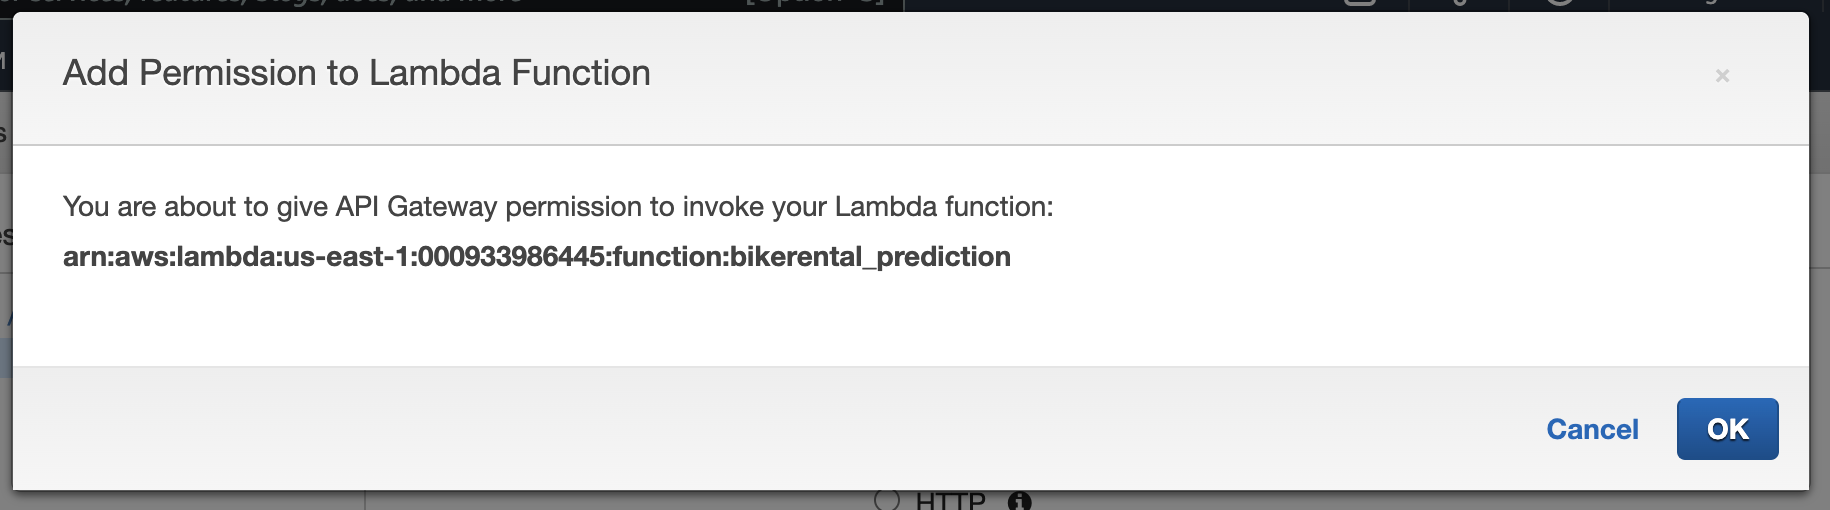 Add Permission to Lambda Function
×
You are about to give API Gateway permission to invoke your Lambda function:
arn:aws:lambda:us-east-1:000933986445:function:bikerental_prediction
Cancel
OK
HTTP